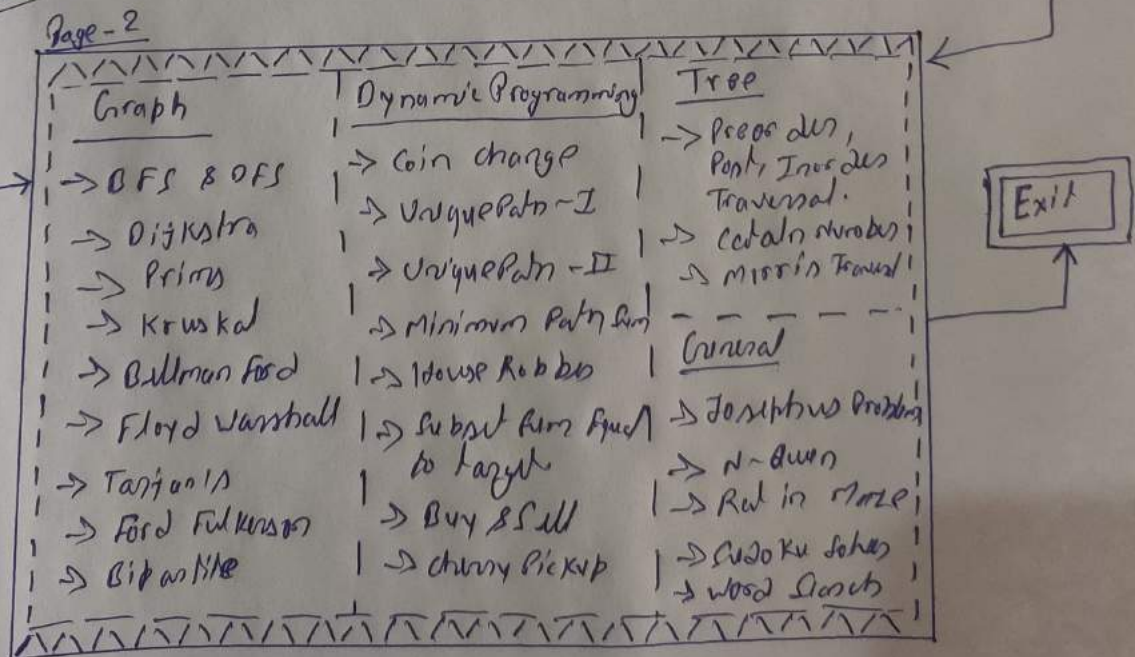 Page-2
Graph
-> BFS & DFS
-> Dijkstra
-> Prims
-> Kruskal
-> Bellman Ford
-> Floyd Warshall
-> Tarjan's
-> Ford Fulkerson
-> Bipartite
Dynamic Programming
-> Coin change
-> UniquePath-I
-> UniquePath-II
-> Minimum Path Sum
-> House Robber
-> Subset Sum Equal
to target
-> Buy & Sell
-> Cherry Pickup
Tree
-> Preorder,
Post, Inorder
Traversal.
-> Catalan Number
-> Morris Traversal
General
-> Josephus Problem
-> N-Queen
-> Rat in Maze
-> Sudoku Solver
-> Word Search
Exit